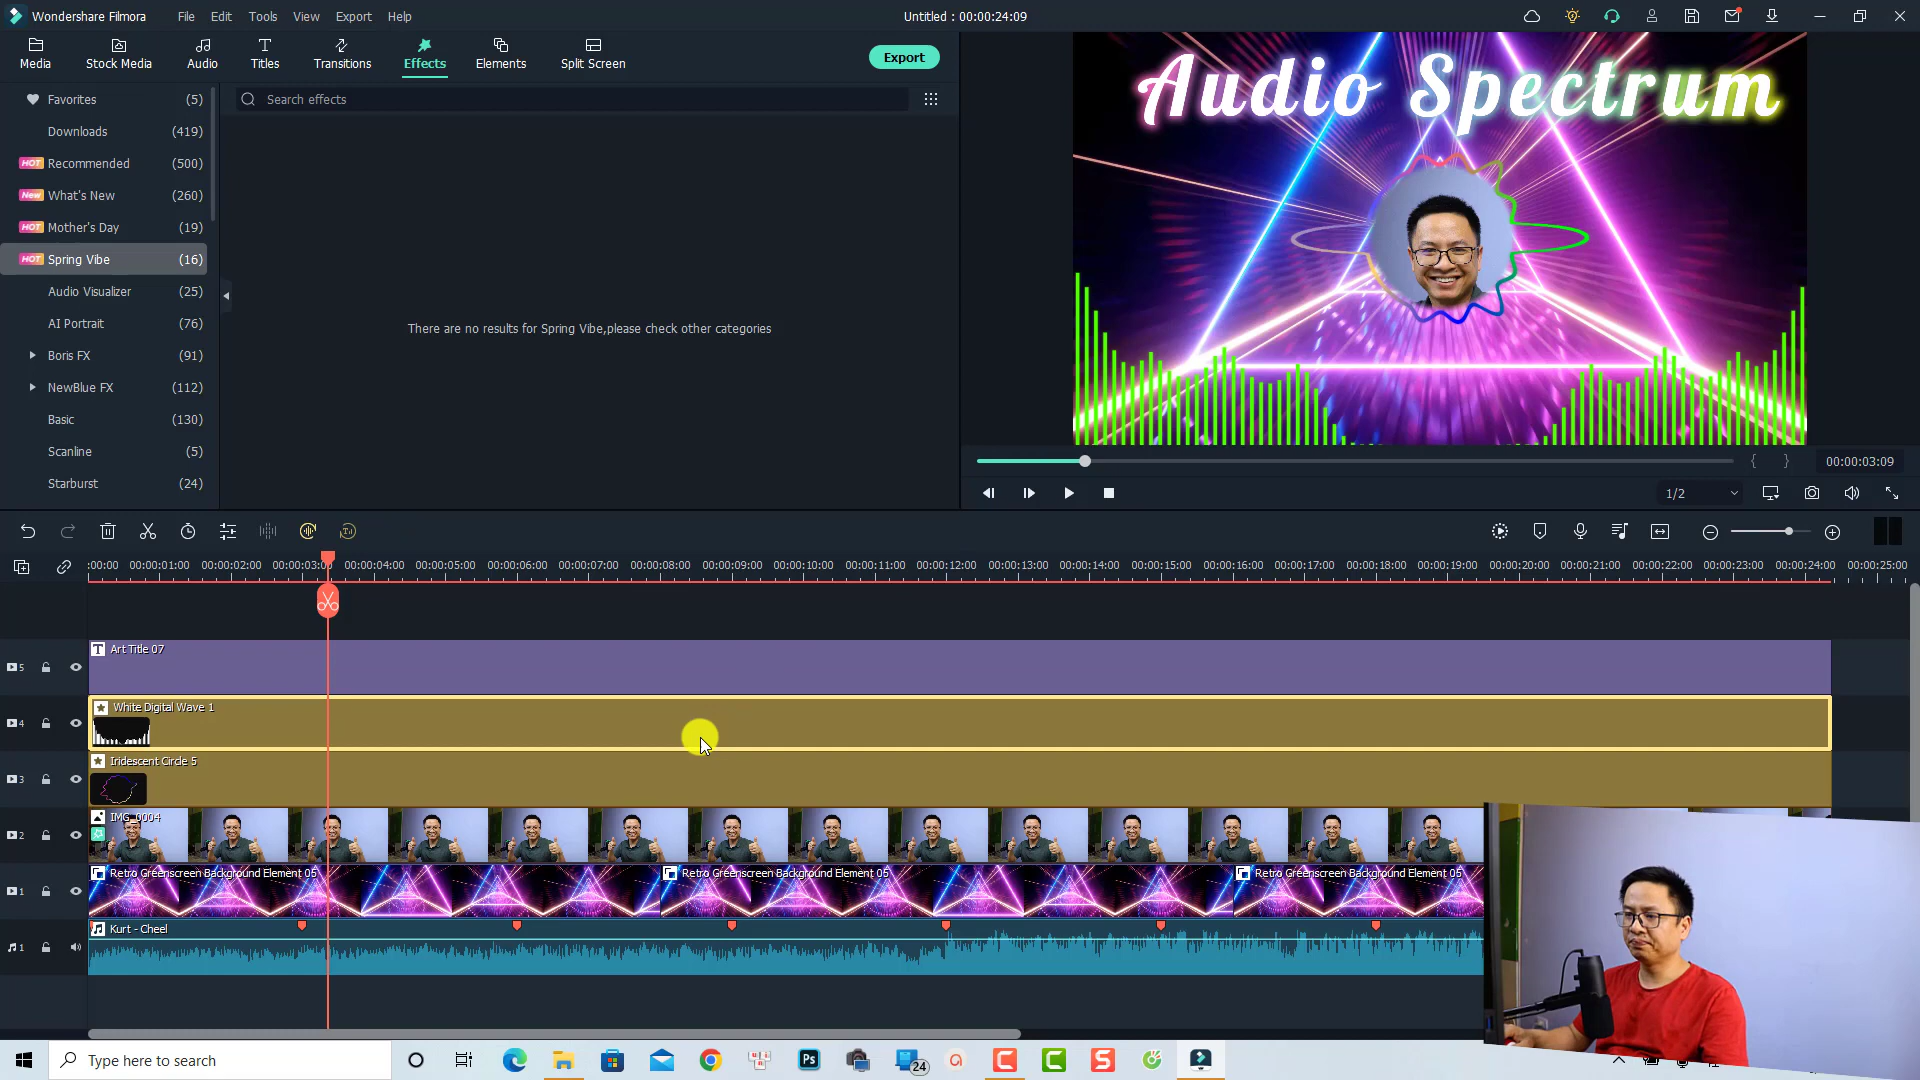 Wondershare Filmora File Edit Tools View Export Help Untitled : 00:00:24:09
Media Stock Media Audio Titles Transitions Effects Elements Split Screen Export
Favorites (5)
Downloads (419)
HOT Recommended (500)
New What's New (260)
HOT Mother's Day (19)
HOT Spring Vibe (16)
Audio Visualizer (25)
AI Portrait (76)
Boris FX (91)
NewBlue FX (112)
Basic (130)
Scanline (5)
Starburst (24)
Search effects
There are no results for Spring Vibe,please check other categories
Audio Spectrum
{ } 00:00:03:09
1/2
:00:00 00:00:01:00 00:00:02:00 00:00:03:0 00:00:04:00 00:00:05:00 00:00:06:00 00:00:07:00 00:00:08:00 00:00:09:00 00:00:10:00 00:00:11:00 00:00:12:00 00:00:13:00 00:00:14:00 00:00:15:00 00:00:16:00 00:00:17:00 00:00:18:00 00:00:19:00 00:00:20:00 00:00:21:00 00:00:22:00 00:00:23:00 00:00:24:00 00:00:25:00
5 T Art Title 07
4 White Digital Wave 1
3 Iridescent Circle 5
2 IMG_0004
1 Retro Greenscreen Background Element 05 Retro Greenscreen Background Element 05 Retro Greenscreen Background Element 05
1 Kurt - Cheel
Type here to search Ps 24